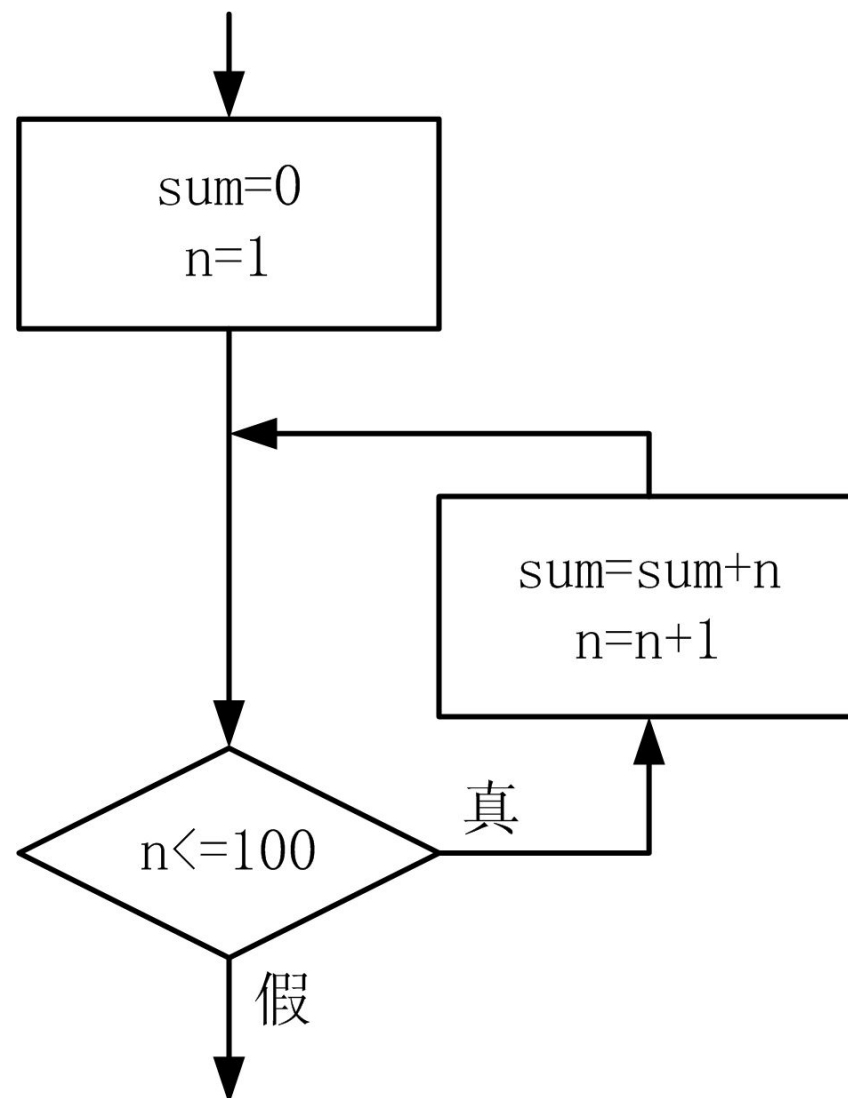 sum=0
n=1
sum=sum+n
n=n+1
真
n<=100
假